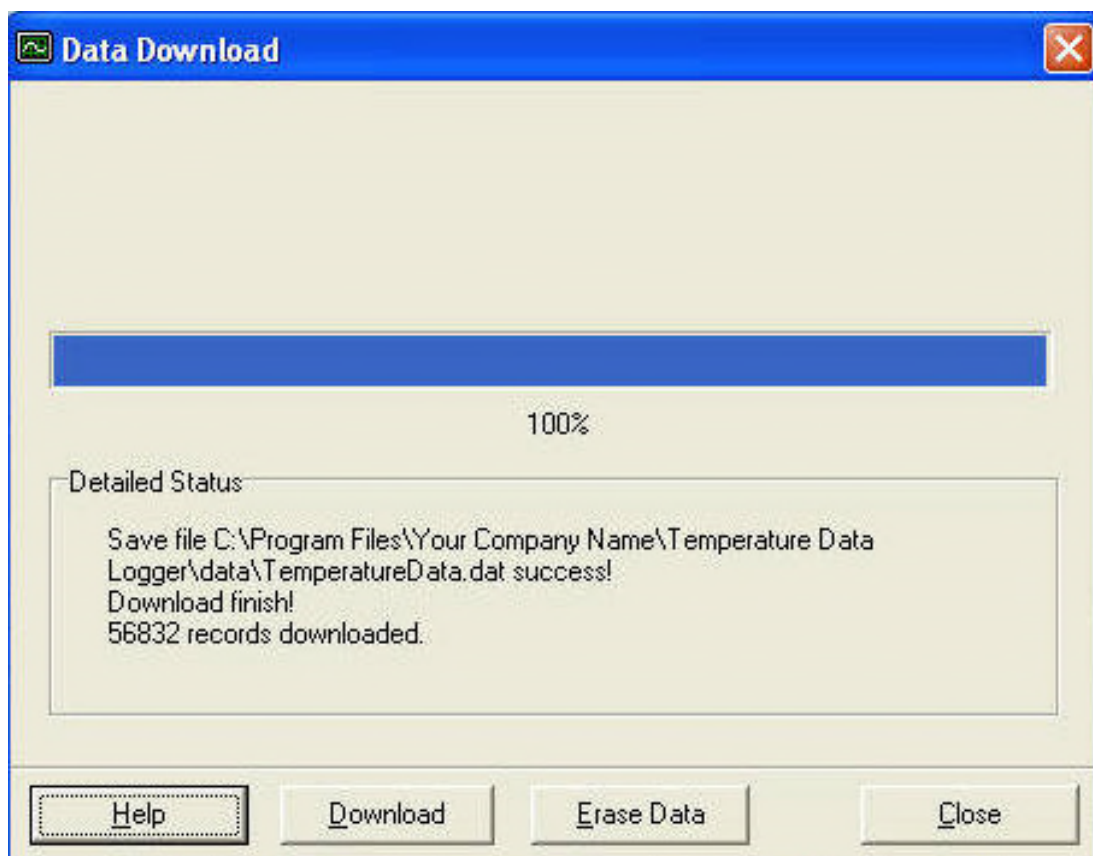 Data Download
100%
Detailed Status
Save file C:\Program Files\Your Company Name\Temperature Data
Logger\data\TemperatureData.dat success!
Download finish!
56832 records downloaded.
Help Download Erase Data Close